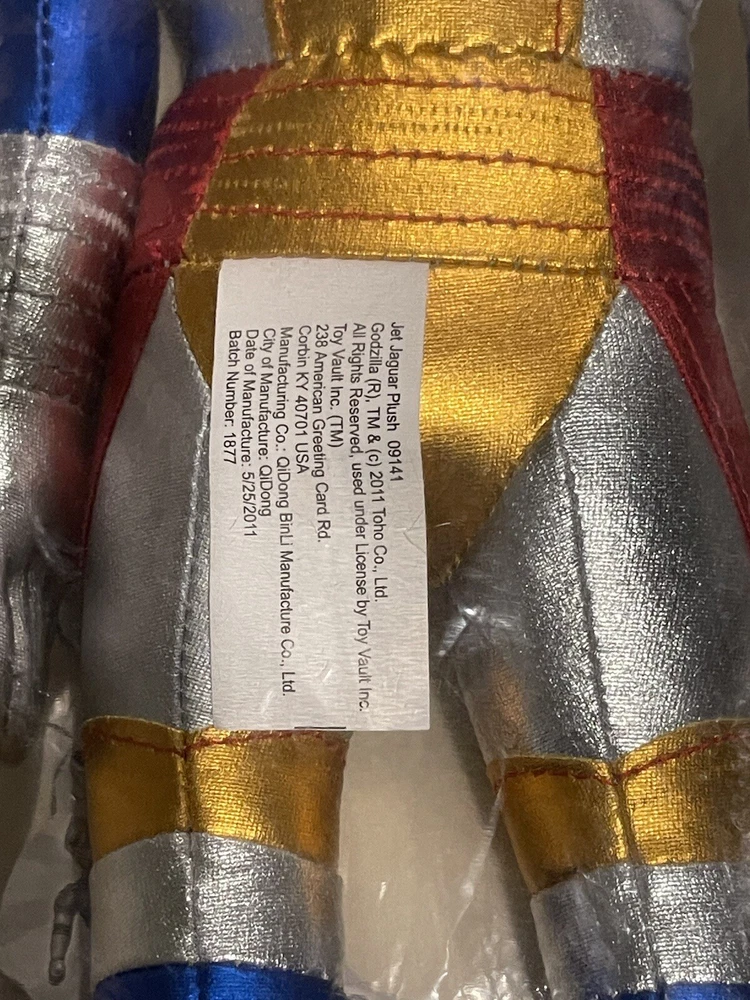 Jet Jaguar Plush 09141
Godzilla (R), TM & (c) 2011 Toho Co., Ltd.
All Rights Reserved, used under License by Toy Vault Inc.
Toy Vault Inc. (TM)
238 American Greeting Card Rd.
Corbin KY 40701 USA
Manufacturing Co.: QiDong BinLi Manufacture Co., Ltd.
City of Manufacture: QiDong
Date of Manufacture: 5/25/2011
Batch Number: 1877